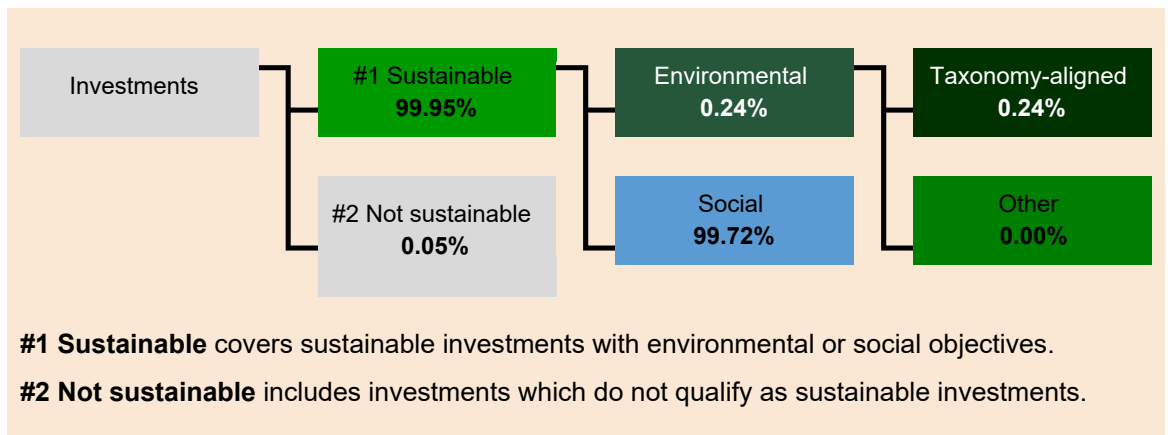 Investments
#1 Sustainable
99.95%
Environmental
0.24%
Taxonomy-aligned
0.24%
#2 Not sustainable
0.05%
Social
99.72%
Other
0.00%
#1 Sustainable covers sustainable investments with environmental or social objectives.
#2 Not sustainable includes investments which do not qualify as sustainable investments.